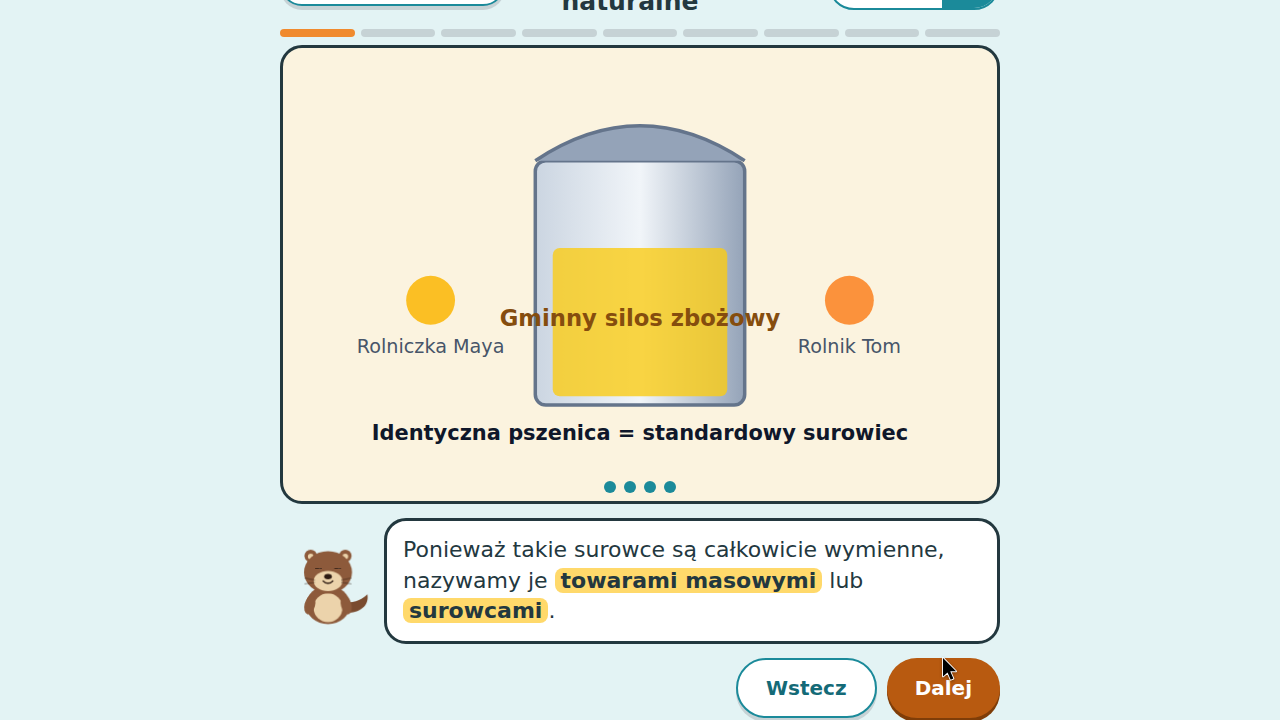 naturalne
Gminny silos zbożowy
Rolniczka Maya
Rolnik Tom
Identyczna pszenica = standardowy surowiec
Ponieważ takie surowce są całkowicie wymienne,
nazywamy je towarami masowymi lub
surowcami.
Wstecz
Dalej